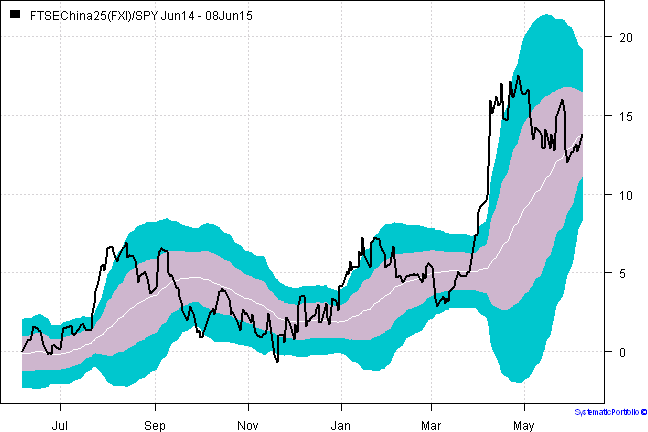 FTSEChina25(FXI)/SPY Jun14 - 08Jun15
20
15
10
5
0
Jul Sep Nov Jan Mar May
SystematicPortfolio ©